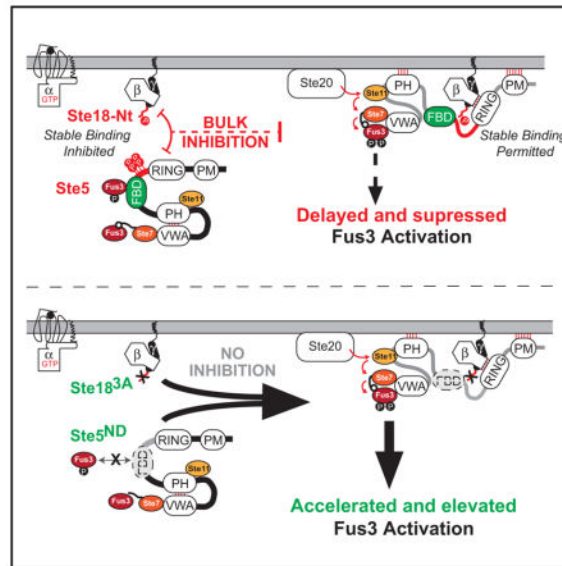 α
GTP
β
Ste18-Nt
P
Stable Binding
Inhibited
BULK
INHIBITION
Ste5
Fus3
P
FBD
RING
PM
PH
Ste11
Fus3
Ste7
VWA
Ste20
PH
Ste11
Ste7
VWA
Fus3
P P
FBD
β
P
RING
PM
Stable Binding
Permitted
Delayed and supressed
Fus3 Activation
α
GTP
β
Ste183A
NO
INHIBITION
Ste5ND
Fus3
P
X
RING
PM
PH
Ste11
Fus3
Ste7
VWA
Ste20
PH
Ste11
Ste7
VWA
Fus3
P P
β
RING
PM
Accelerated and elevated
Fus3 Activation